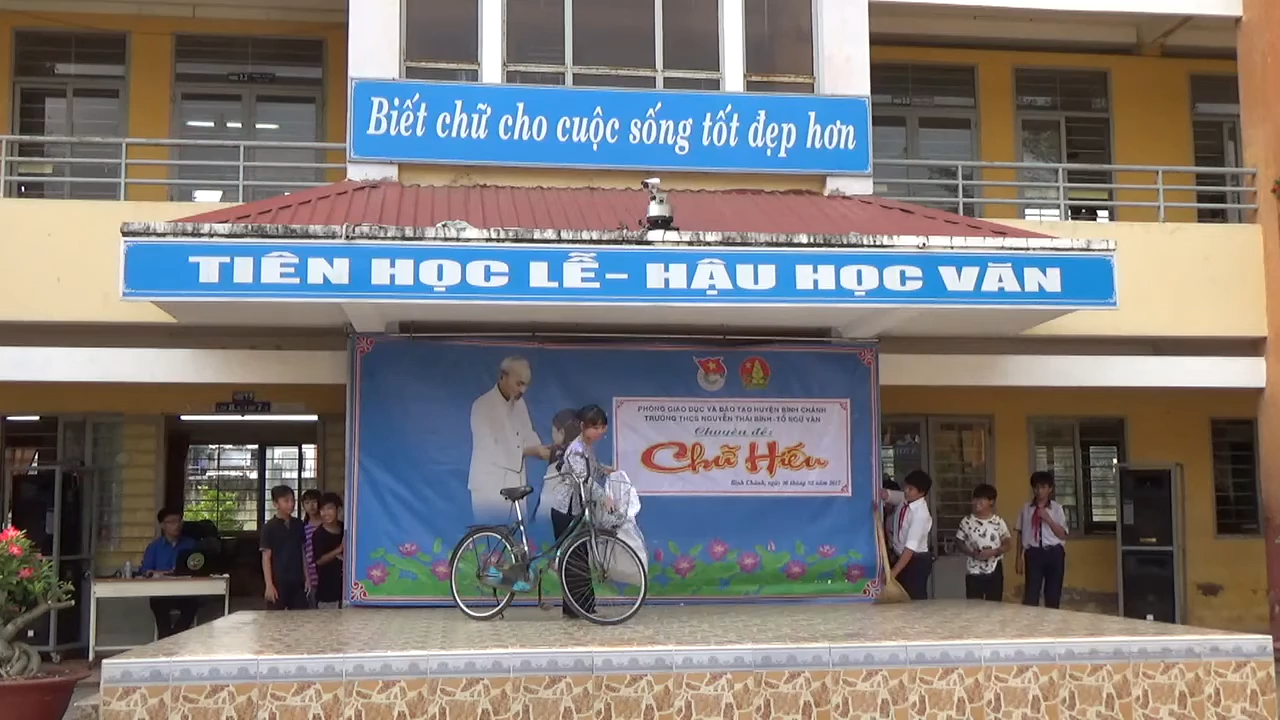 Biết chữ cho cuộc sống tốt đẹp hơn
TIÊN HỌC LỄ- HẬU HỌC VĂN
PHÒNG GIÁO DỤC VÀ ĐÀO TẠO HUYỆN BÌNH CHÁNH
TRƯỜNG THCS NGUYỄN THÁI BÌNH - TỔ NGỮ VĂN
Chuyên đề:
Chữ Hiếu